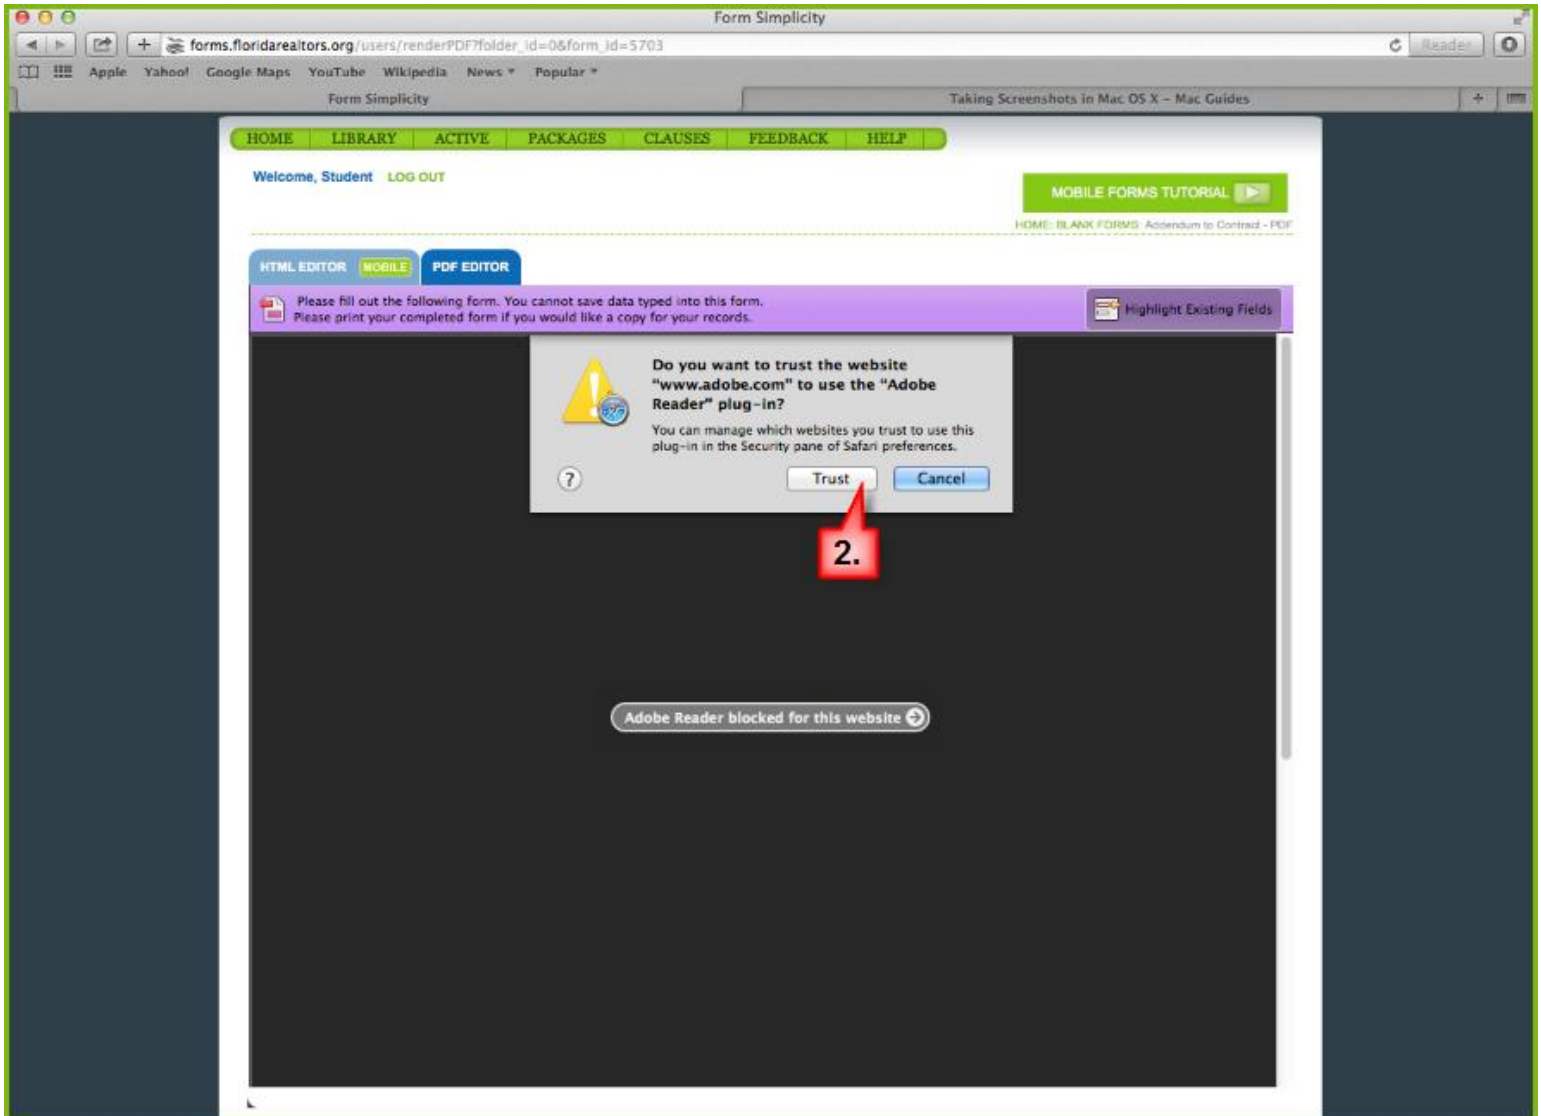 Form Simplicity
forms.floridarealtors.org/users/renderPDF?folder_id=0&form_id=5703
Reader
Apple Yahoo! Google Maps YouTube Wikipedia News Popular
Form Simplicity
Taking Screenshots in Mac OS X – Mac Guides
HOME LIBRARY ACTIVE PACKAGES CLAUSES FEEDBACK HELP
Welcome, Student LOG OUT
MOBILE FORMS TUTORIAL
HOME: BLANK FORMS: Addendum to Contract - PDF
HTML EDITOR MOBILE PDF EDITOR
Please fill out the following form. You cannot save data typed into this form.
Please print your completed form if you would like a copy for your records.
Highlight Existing Fields
Do you want to trust the website
“www.adobe.com” to use the “Adobe
Reader” plug-in?
You can manage which websites you trust to use this
plug-in in the Security pane of Safari preferences.
?
Trust Cancel
2.
Adobe Reader blocked for this website